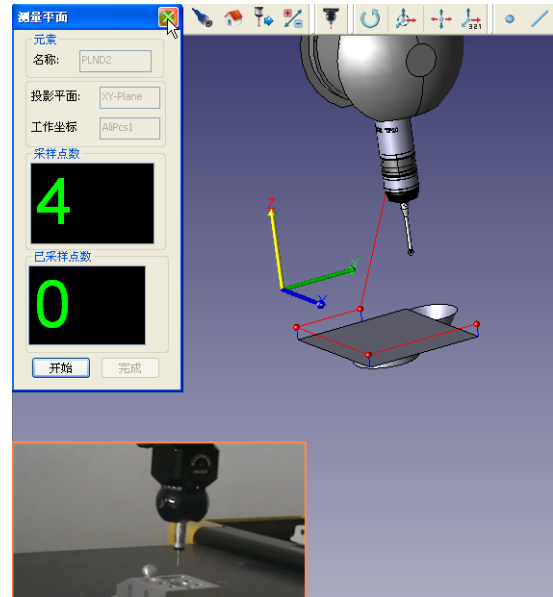 测量平面
元素
名称: PLND2
投影平面: XY-Plane
工作坐标 AliPcs1
采样点数
4
已采样点数
0
开始 完成
321
Z
Y
X